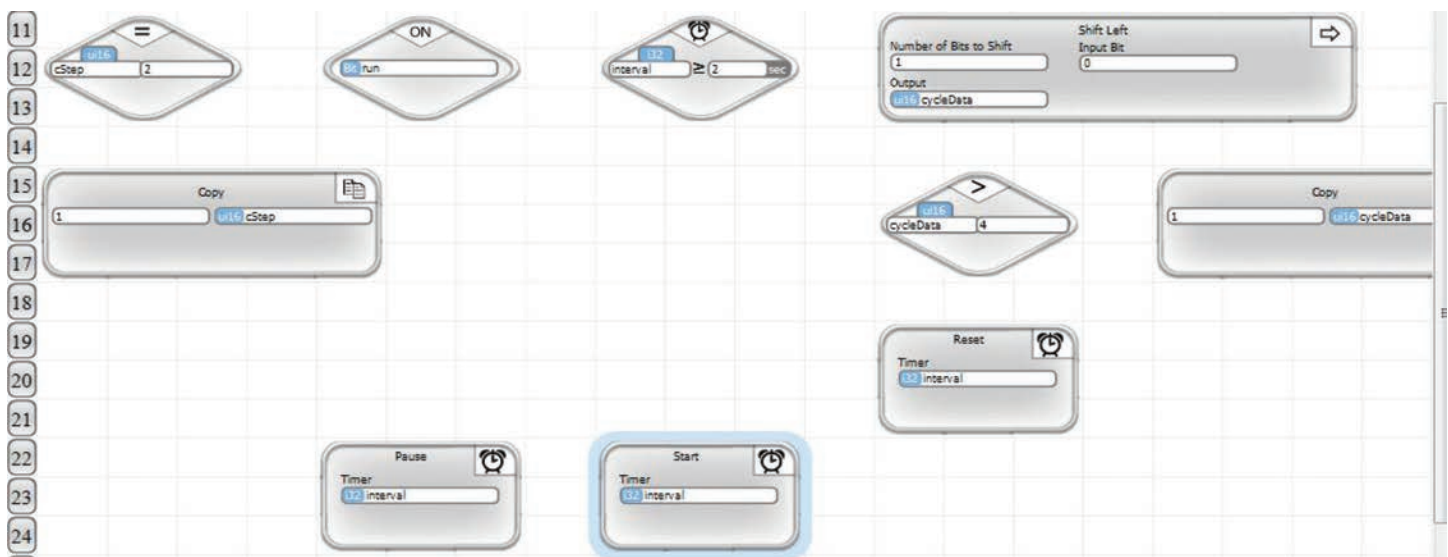 11
=
ON
Shift Left
Number of Bits to Shift
Input Bit
12
ui16
cStep
2
Bit run
i32
interval
≥
2
sec
1
0
Output
ui16 cycleData
13
14
15
Copy
>
Copy
16
1
ui16 cStep
ui16
cycleData
4
1
ui16 cycleData
17
18
19
Reset
Timer
20
i32 interval
21
22
Pause
Start
Timer
Timer
23
i32 interval
i32 interval
24